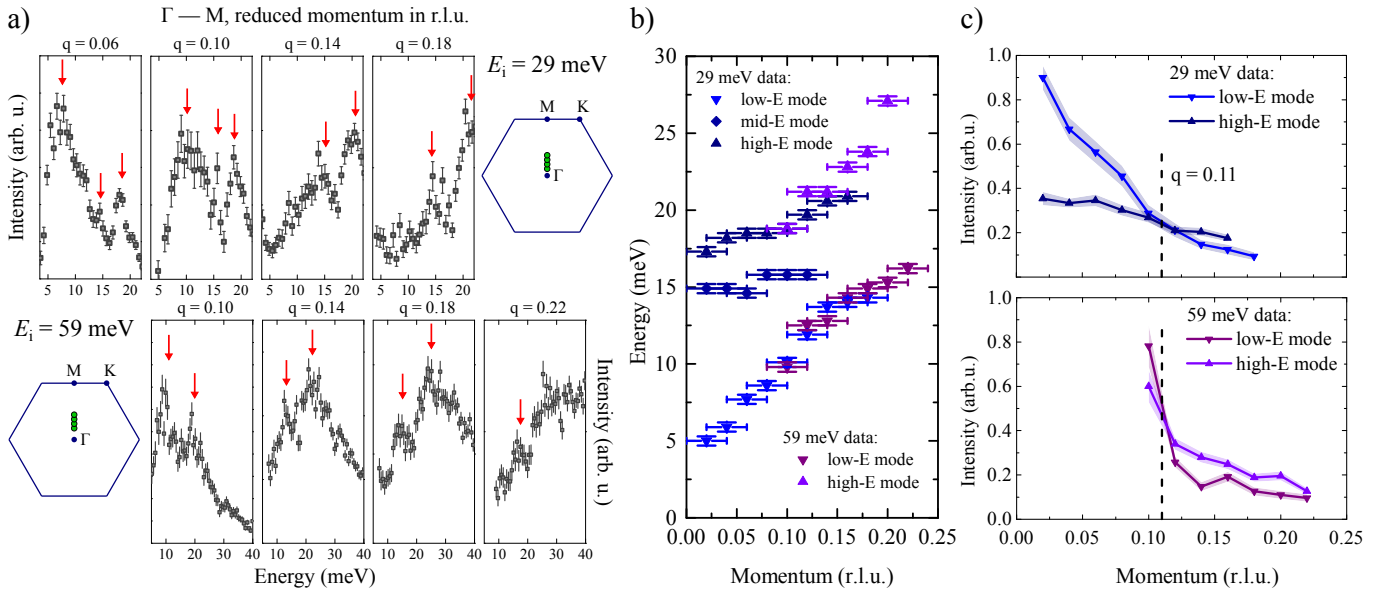 a)
Γ — M, reduced momentum in r.l.u.
q = 0.06
q = 0.10
q = 0.14
q = 0.18
Intensity (arb. u.)
5 10 15 20
5 10 15 20
5 10 15 20
5 10 15 20
E_i = 29 meV
M
K
Γ
E_i = 59 meV
M
K
Γ
q = 0.10
q = 0.14
q = 0.18
q = 0.22
Intensity (arb. u.)
10 20 30 40
10 20 30 40
10 20 30 40
10 20 30 40
Energy (meV)
b)
30
25
20
15
10
5
0
Energy (meV)
29 meV data:
low-E mode
mid-E mode
high-E mode
59 meV data:
low-E mode
high-E mode
0.00 0.05 0.10 0.15 0.20 0.25
Momentum (r.l.u.)
c)
1.0
0.8
0.6
0.4
0.2
Intensity (arb.u.)
29 meV data:
low-E mode
high-E mode
q = 0.11
1.0
0.8
0.6
0.4
0.2
0.0
Intensity (arb.u.)
59 meV data:
low-E mode
high-E mode
0.00 0.05 0.10 0.15 0.20 0.25
Momentum (r.l.u.)